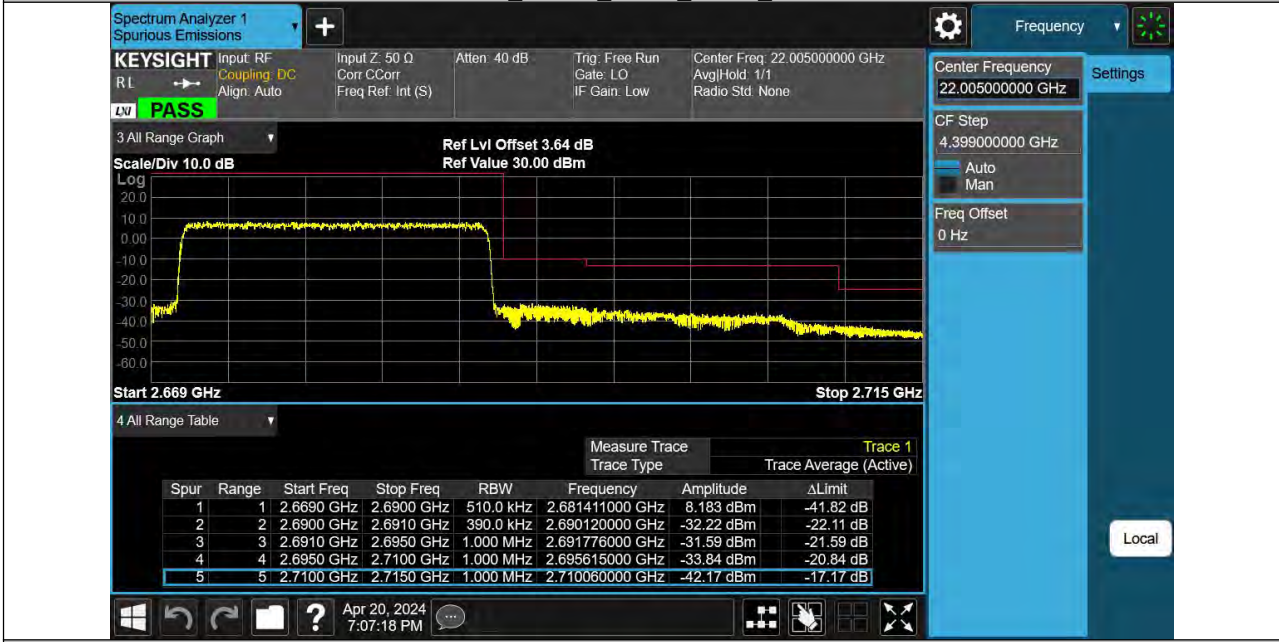 Spectrum Analyzer 1
Spurious Emissions
Frequency
KEYSIGHT
R L
LXI PASS
Input: RF
Coupling: DC
Align: Auto
Input Z: 50 Ω
Corr CCorr
Freq Ref: Int (S)
Atten: 40 dB
Trig: Free Run
Gate: LO
IF Gain: Low
Center Freq: 22.005000000 GHz
Avg|Hold: 1/1
Radio Std: None
Center Frequency
22.005000000 GHz
Settings
CF Step
4.399000000 GHz
Auto
Man
Freq Offset
0 Hz
Local
3 All Range Graph
Scale/Div 10.0 dB
Ref Lvl Offset 3.64 dB
Ref Value 30.00 dBm
Log
20.0
10.0
0.00
-10.0
-20.0
-30.0
-40.0
-50.0
-60.0
Start 2.669 GHz Stop 2.715 GHz
4 All Range Table
Measure Trace Trace 1
Trace Type Trace Average (Active)
Spur Range Start Freq Stop Freq RBW Frequency Amplitude ΔLimit
1 1 2.6690 GHz 2.6900 GHz 510.0 kHz 2.681411000 GHz 8.183 dBm -41.82 dB
2 2 2.6900 GHz 2.6910 GHz 390.0 kHz 2.690120000 GHz -32.22 dBm -22.11 dB
3 3 2.6910 GHz 2.6950 GHz 1.000 MHz 2.691776000 GHz -31.59 dBm -21.59 dB
4 4 2.6950 GHz 2.7100 GHz 1.000 MHz 2.695615000 GHz -33.84 dBm -20.84 dB
5 5 2.7100 GHz 2.7150 GHz 1.000 MHz 2.710060000 GHz -42.17 dBm -17.17 dB
Apr 20, 2024
7:07:18 PM